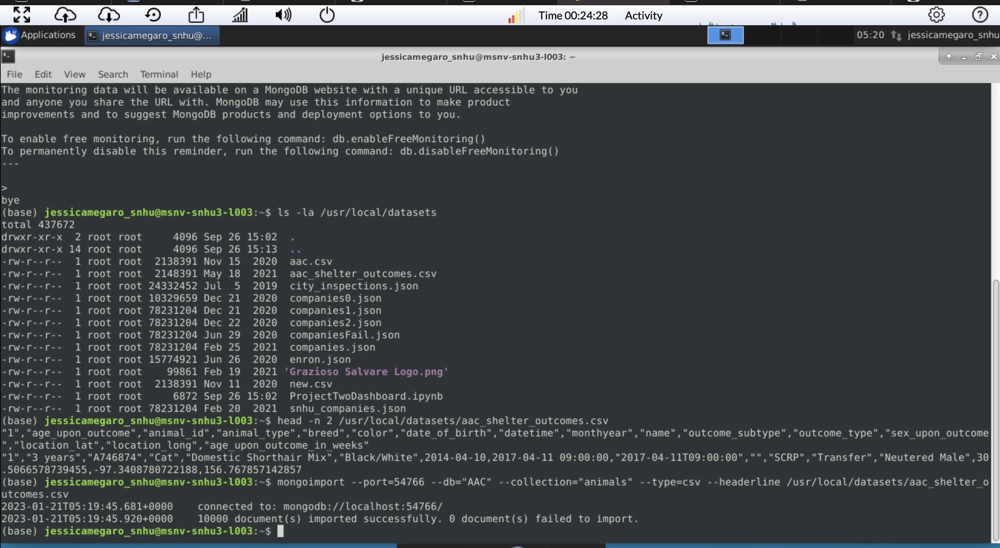 Time 00:24:28 Activity
Applications jessicamegaro_snhu@... 05:20 jessicamegaro_snhu
jessicamegaro_snhu@msnv-snhu3-l003: ~
File Edit View Search Terminal Help
The monitoring data will be available on a MongoDB website with a unique URL accessible to you
and anyone you share the URL with. MongoDB may use this information to make product
improvements and to suggest MongoDB products and deployment options to you.
To enable free monitoring, run the following command: db.enableFreeMonitoring()
To permanently disable this reminder, run the following command: db.disableFreeMonitoring()
---
>
bye
(base) jessicamegaro_snhu@msnv-snhu3-l003:~$ ls -la /usr/local/datasets
total 437672
drwxr-xr-x  2 root root     4096 Sep 26 15:02  .
drwxr-xr-x 14 root root     4096 Sep 26 15:13  ..
-rw-r--r--  1 root root  2138391 Nov 15  2020  aac.csv
-rw-r--r--  1 root root  2148391 May 18  2021  aac_shelter_outcomes.csv
-rw-r--r--  1 root root 24332452 Jul  5  2019  city_inspections.json
-rw-r--r--  1 root root 10329659 Dec 21  2020  companies0.json
-rw-r--r--  1 root root 78231204 Dec 21  2020  companies1.json
-rw-r--r--  1 root root 78231204 Dec 22  2020  companies2.json
-rw-r--r--  1 root root 78231204 Jun 29  2020  companiesFail.json
-rw-r--r--  1 root root 78231204 Feb 25  2021  companies.json
-rw-r--r--  1 root root 15774921 Jun 26  2020  enron.json
-rw-r--r--  1 root root    99861 Feb 19  2021 'Grazioso Salvare Logo.png'
-rw-r--r--  1 root root  2138391 Nov 11  2020  new.csv
-rw-r--r--  1 root root     6872 Sep 26 15:02  ProjectTwoDashboard.ipynb
-rw-r--r--  1 root root 78231204 Feb 20  2021  snhu_companies.json
(base) jessicamegaro_snhu@msnv-snhu3-l003:~$ head -n 2 /usr/local/datasets/aac_shelter_outcomes.csv
"1","age_upon_outcome","animal_id","animal_type","breed","color","date_of_birth","datetime","monthyear","name","outcome_subtype","outcome_type","sex_upon_outcome
","location_lat","location_long","age_upon_outcome_in_weeks"
"1","3 years","A746874","Cat","Domestic Shorthair Mix","Black/White",2014-04-10,2017-04-11 09:00:00,"2017-04-11T09:00:00","","SCRP","Transfer","Neutered Male",30
.5066578739455,-97.3408780722188,156.767857142857
(base) jessicamegaro_snhu@msnv-snhu3-l003:~$ mongoimport --port=54766 --db="AAC" --collection="animals" --type=csv --headerline /usr/local/datasets/aac_shelter_o
utcomes.csv
2023-01-21T05:19:45.681+0000    connected to: mongodb://localhost:54766/
2023-01-21T05:19:45.920+0000    10000 document(s) imported successfully. 0 document(s) failed to import.
(base) jessicamegaro_snhu@msnv-snhu3-l003:~$